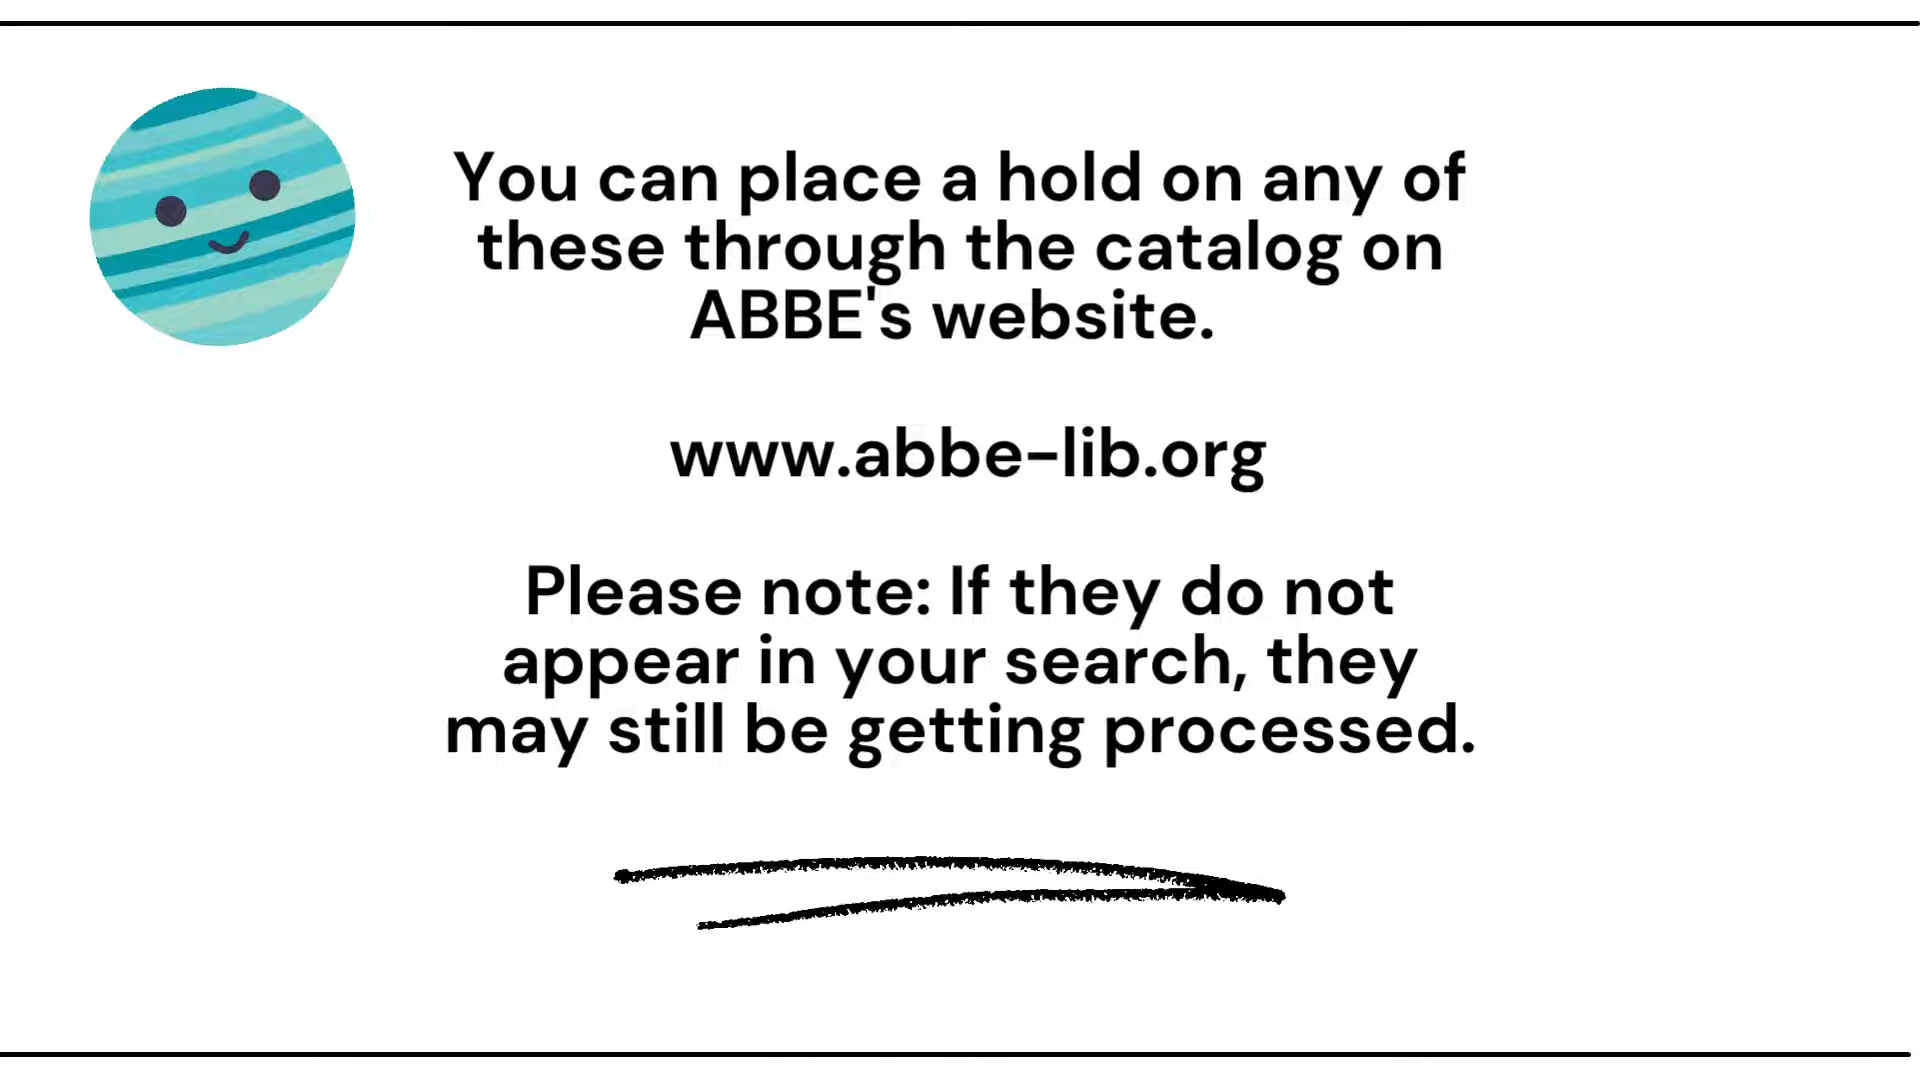 You can place a hold on any of
these through the catalog on
ABBE's website.
www.abbe-lib.org
Please note: If they do not
appear in your search, they
may still be getting processed.